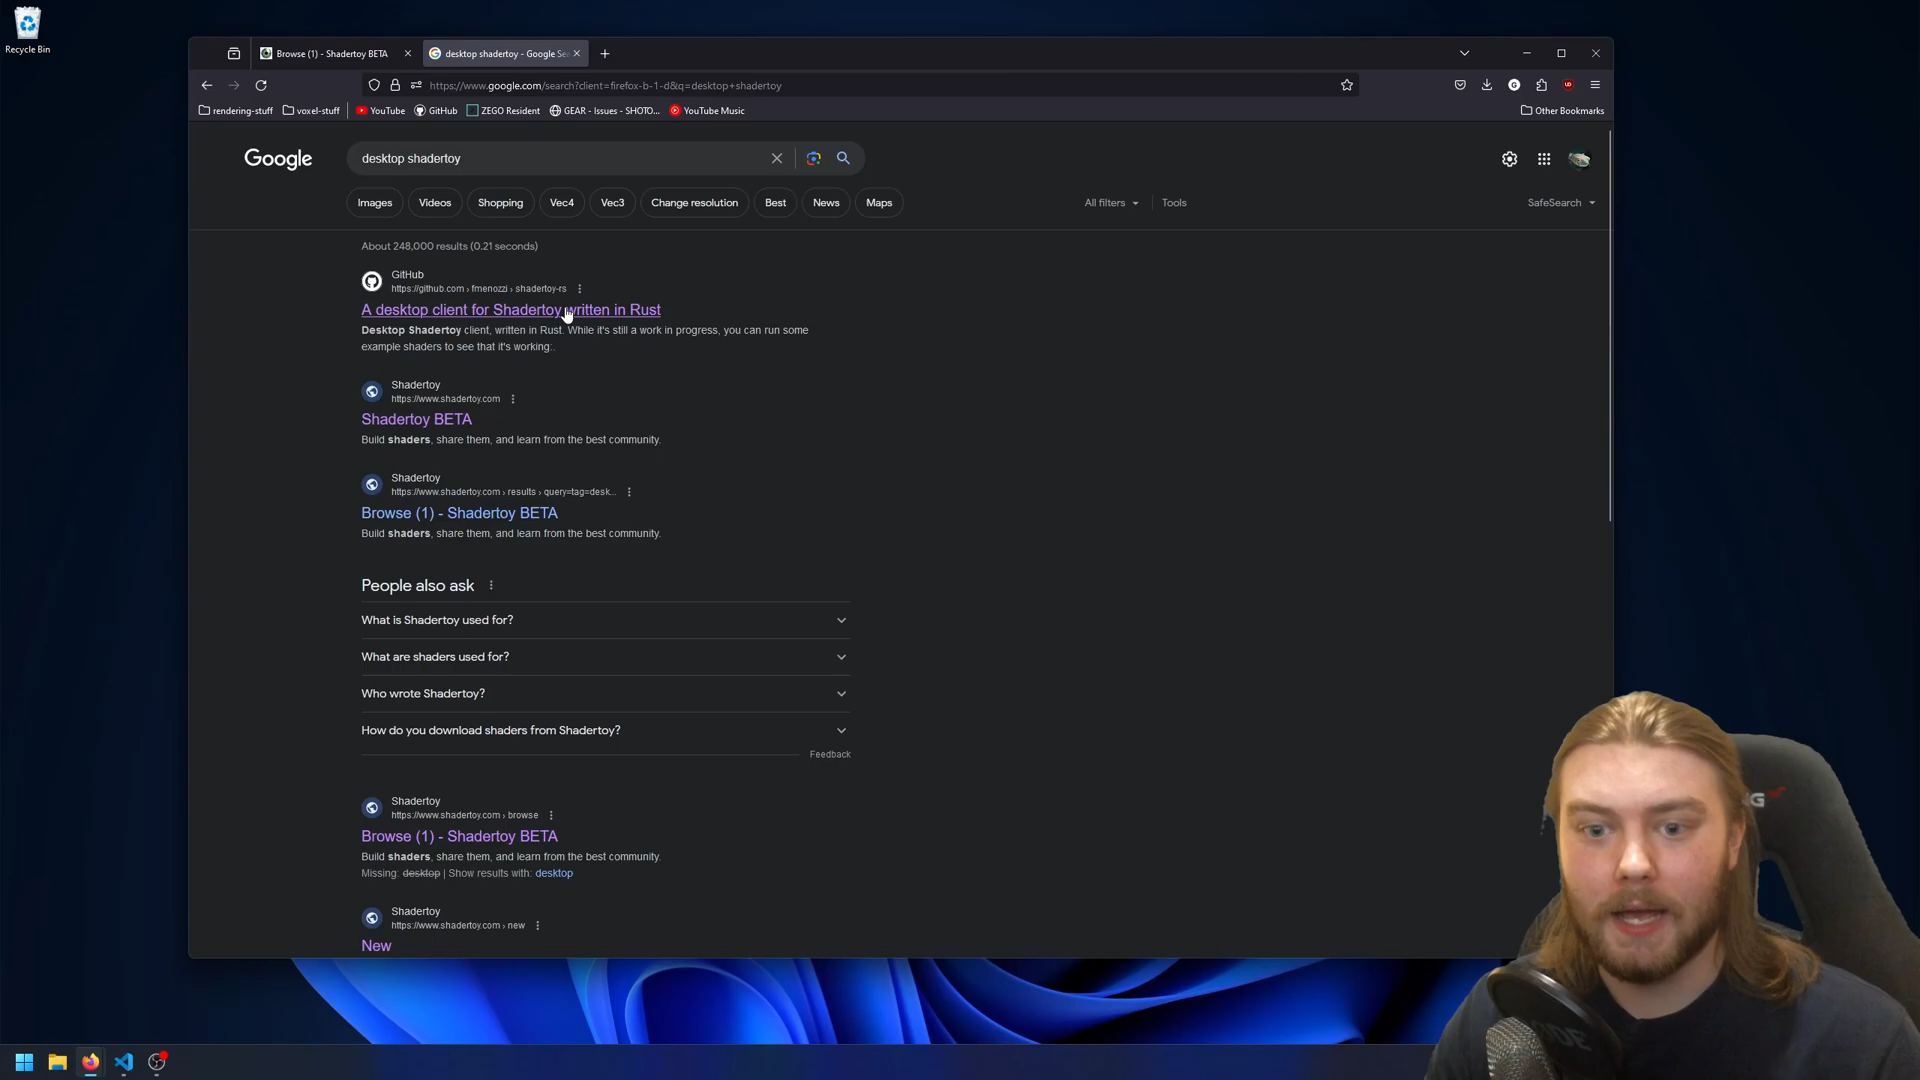 Recycle Bin
Browse (1) - Shadertoy BETA
desktop shadertoy - Google Se
https://www.google.com/search?client=firefox-b-1-d&q=desktop+shadertoy
rendering-stuff
voxel-stuff
YouTube
GitHub
ZEGO Resident
GEAR - Issues - SHOTO...
YouTube Music
Other Bookmarks
Google
desktop shadertoy
Images
Videos
Shopping
Vec4
Vec3
Change resolution
Best
News
Maps
All filters
Tools
SafeSearch
About 248,000 results (0.21 seconds)
GitHub
https://github.com › fmenozzi › shadertoy-rs
A desktop client for Shadertoy written in Rust
Desktop Shadertoy client, written in Rust. While it's still a work in progress, you can run some
example shaders to see that it's working:.
Shadertoy
https://www.shadertoy.com
Shadertoy BETA
Build shaders, share them, and learn from the best community.
Shadertoy
https://www.shadertoy.com › results › query=tag=desk...
Browse (1) - Shadertoy BETA
Build shaders, share them, and learn from the best community.
People also ask
What is Shadertoy used for?
What are shaders used for?
Who wrote Shadertoy?
How do you download shaders from Shadertoy?
Feedback
Shadertoy
https://www.shadertoy.com › browse
Browse (1) - Shadertoy BETA
Build shaders, share them, and learn from the best community.
Missing: desktop | Show results with: desktop
Shadertoy
https://www.shadertoy.com › new
New